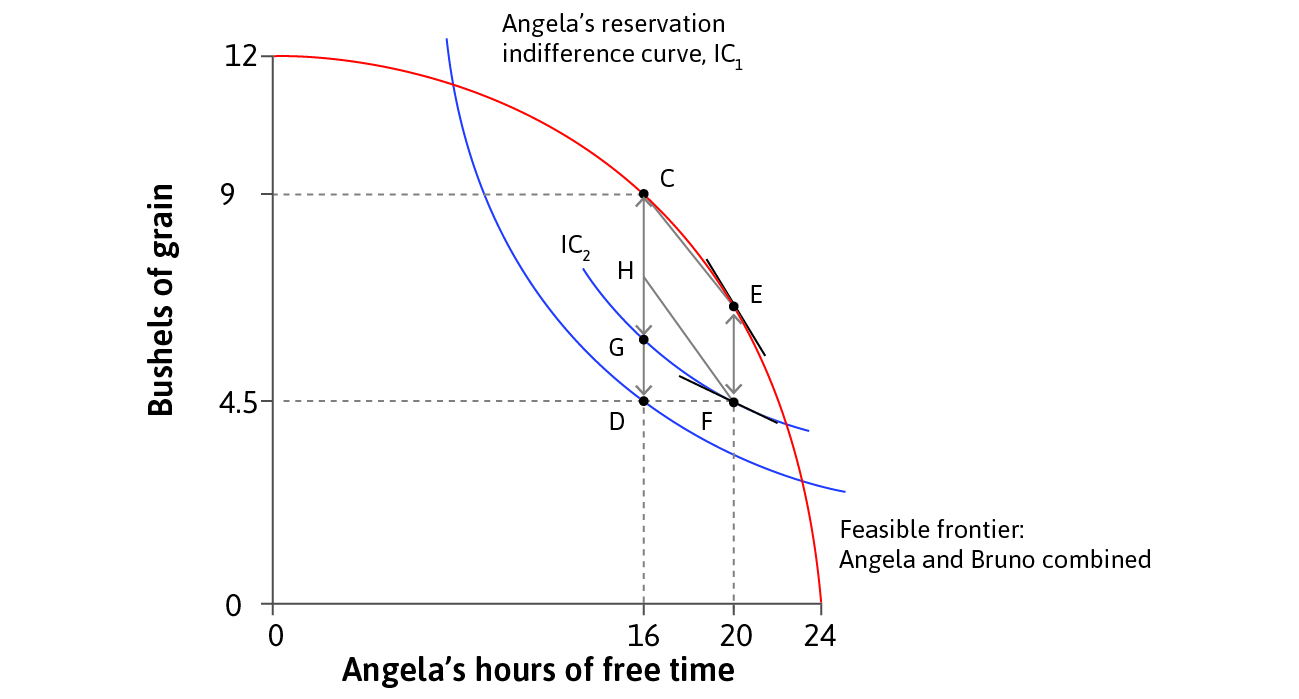 Angela’s reservation
indifference curve, IC₁
12
9
4.5
0
Bushels of grain
C
IC₂
H
E
G
D
F
Feasible frontier:
Angela and Bruno combined
0
16
20
24
Angela’s hours of free time